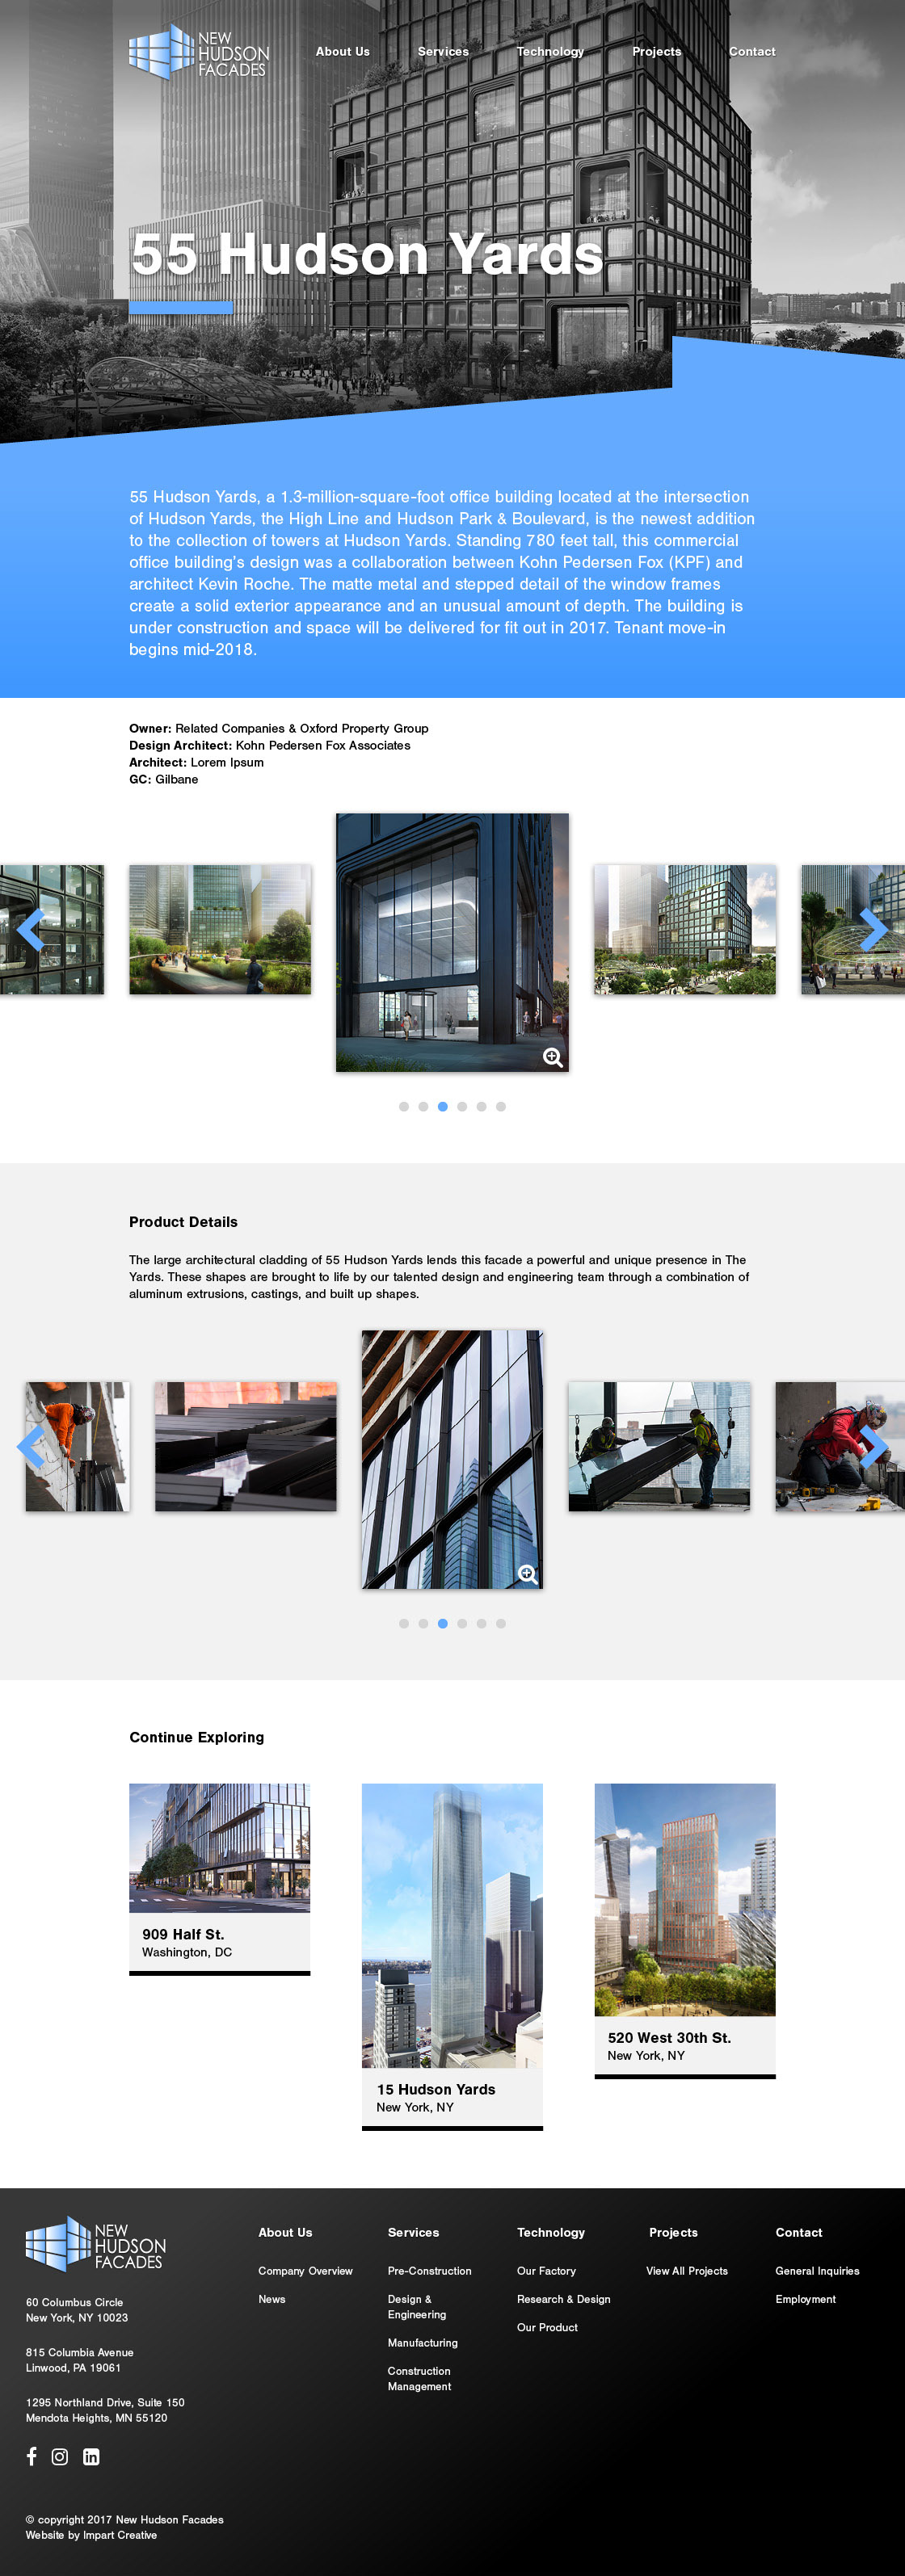 NEW
HUDSON
FACADES
About Us Services Technology Projects Contact
55 Hudson Yards
55 Hudson Yards, a 1.3-million-square-foot office building located at the intersection
of Hudson Yards, the High Line and Hudson Park & Boulevard, is the newest addition
to the collection of towers at Hudson Yards. Standing 780 feet tall, this commercial
office building's design was a collaboration between Kohn Pedersen Fox (KPF) and
architect Kevin Roche. The matte metal and stepped detail of the window frames
create a solid exterior appearance and an unusual amount of depth. The building is
under construction and space will be delivered for fit out in 2017. Tenant move-in
begins mid-2018.
Owner: Related Companies & Oxford Property Group
Design Architect: Kohn Pedersen Fox Associates
Architect: Lorem Ipsum
GC: Gilbane
Product Details
The large architectural cladding of 55 Hudson Yards lends this facade a powerful and unique presence in The
Yards. These shapes are brought to life by our talented design and engineering team through a combination of
aluminum extrusions, castings, and built up shapes.
Continue Exploring
909 Half St.
Washington, DC
15 Hudson Yards
New York, NY
520 West 30th St.
New York, NY
NEW
HUDSON
FACADES
60 Columbus Circle
New York, NY 10023
815 Columbia Avenue
Linwood, PA 19061
1295 Northland Drive, Suite 150
Mendota Heights, MN 55120
About Us
Company Overview
News
Services
Pre-Construction
Design &
Engineering
Manufacturing
Construction
Management
Technology
Our Factory
Research & Design
Our Product
Projects
View All Projects
Contact
General Inquiries
Employment
© copyright 2017 New Hudson Facades
Website by Impart Creative